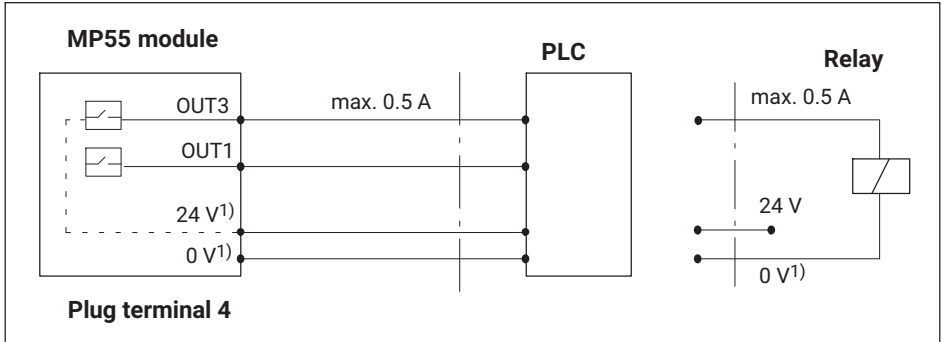 MP55 module
PLC
Relay
OUT3
max. 0.5 A
max. 0.5 A
OUT1
24 V1)
24 V
0 V1)
0 V1)
Plug terminal 4